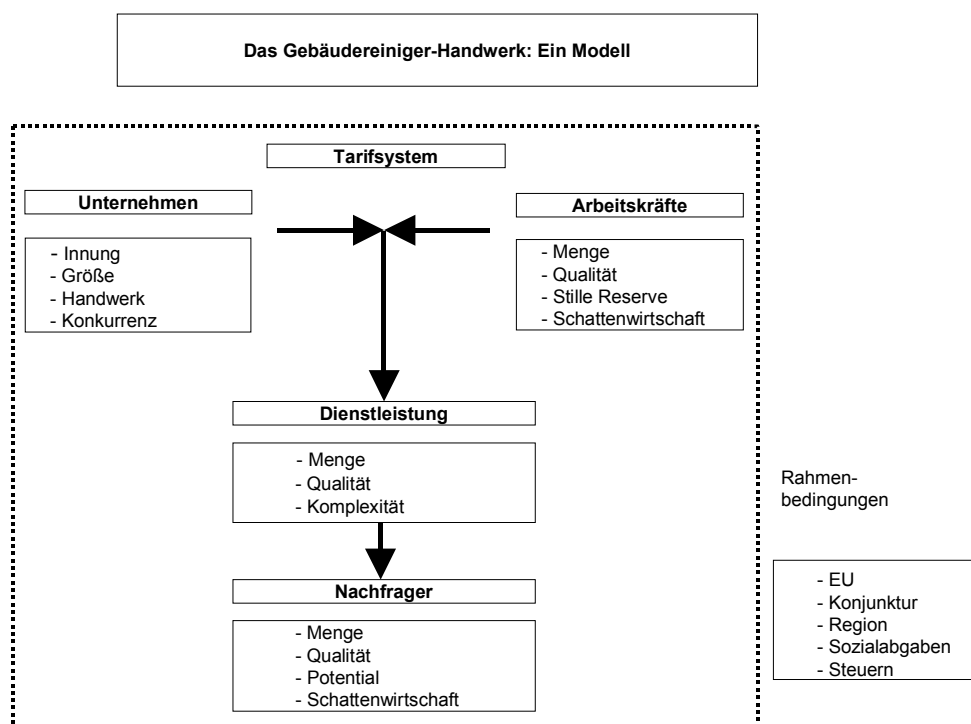 Das Gebäudereiniger-Handwerk: Ein Modell
Tarifsystem
Unternehmen
- Innung
- Größe
- Handwerk
- Konkurrenz
Arbeitskräfte
- Menge
- Qualität
- Stille Reserve
- Schattenwirtschaft
Dienstleistung
- Menge
- Qualität
- Komplexität
Nachfrager
- Menge
- Qualität
- Potential
- Schattenwirtschaft
Rahmen-
bedingungen
- EU
- Konjunktur
- Region
- Sozialabgaben
- Steuern